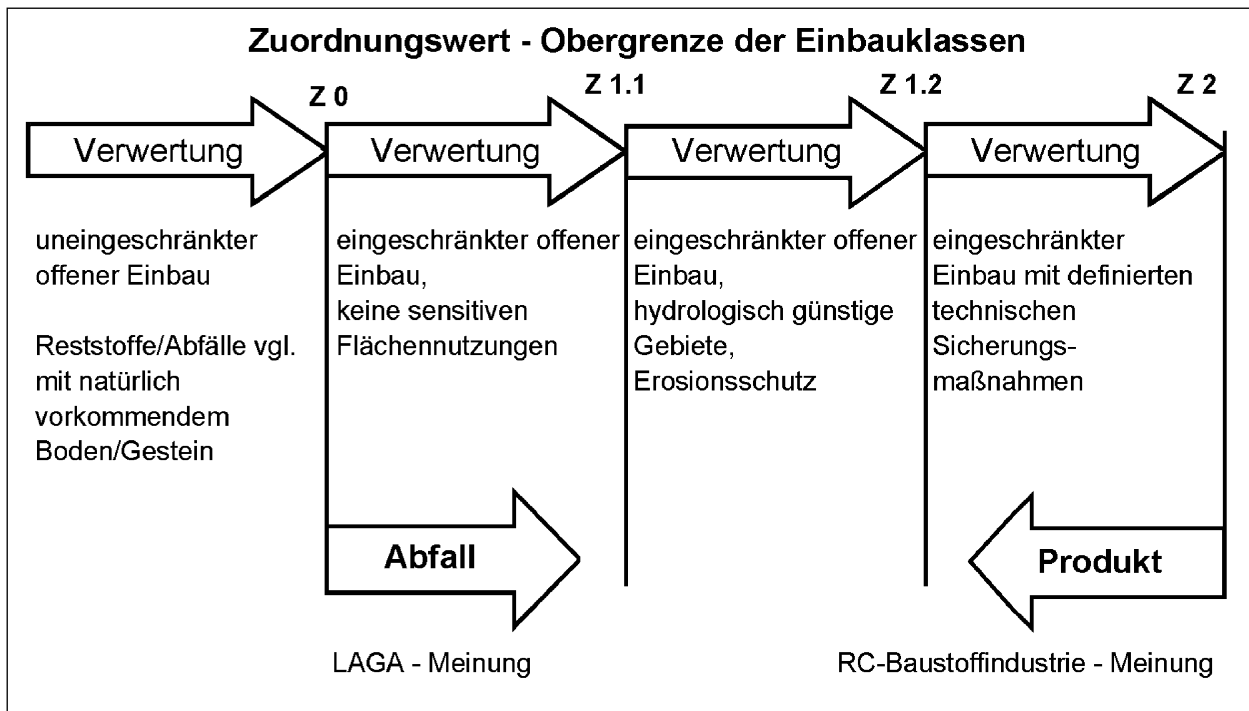 Zuordnungswert - Obergrenze der Einbauklassen
Z 0
Z 1.1
Z 1.2
Z 2
Verwertung
Verwertung
Verwertung
Verwertung
uneingeschränkter
offener Einbau
Reststoffe/Abfälle vgl.
mit natürlich
vorkommendem
Boden/Gestein
eingeschränkter offener
Einbau,
keine sensitiven
Flächennutzungen
eingeschränkter offener
Einbau,
hydrologisch günstige
Gebiete,
Erosionsschutz
eingeschränkter
Einbau mit definierten
technischen
Sicherungs-
maßnahmen
Abfall
Produkt
LAGA - Meinung
RC-Baustoffindustrie - Meinung